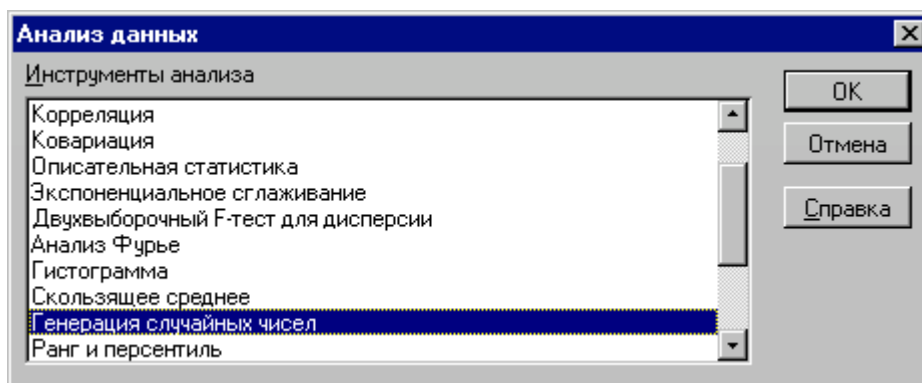 Анализ данных
Инструменты анализа
Корреляция
Ковариация
Описательная статистика
Экспоненциальное сглаживание
Двухвыборочный F-тест для дисперсии
Анализ Фурье
Гистограмма
Скользящее среднее
Генерация случайных чисел
Ранг и персентиль
OK
Отмена
Справка